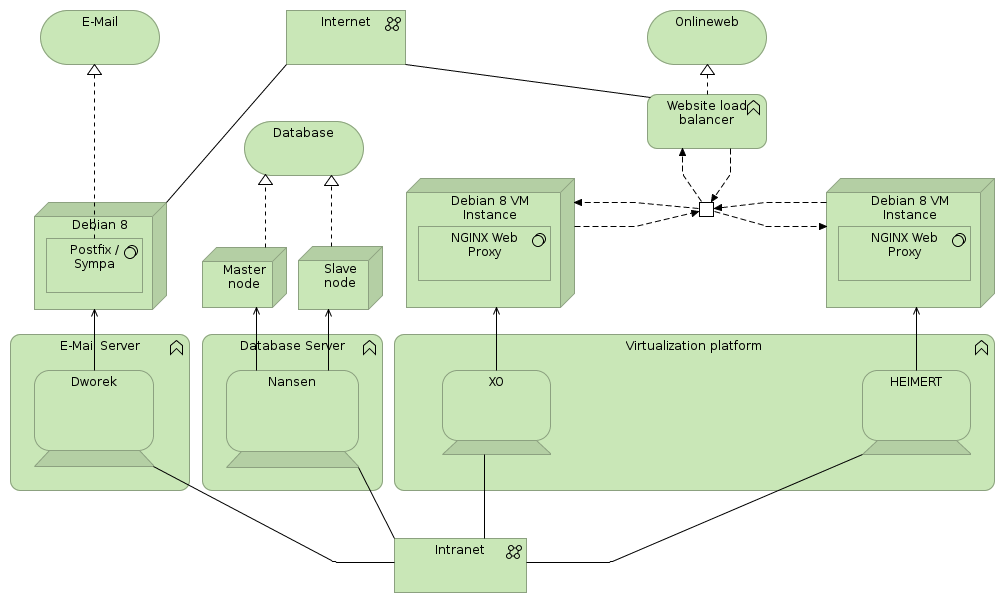 E-Mail
Internet
Onlineweb
Website load
balancer
Database
Debian 8
Postfix /
Sympa
Master
node
Slave
node
Debian 8 VM
Instance
NGINX Web
Proxy
Debian 8 VM
Instance
NGINX Web
Proxy
E-Mail Server
Dworek
Database Server
Nansen
Virtualization platform
XO
HEIMERT
Intranet